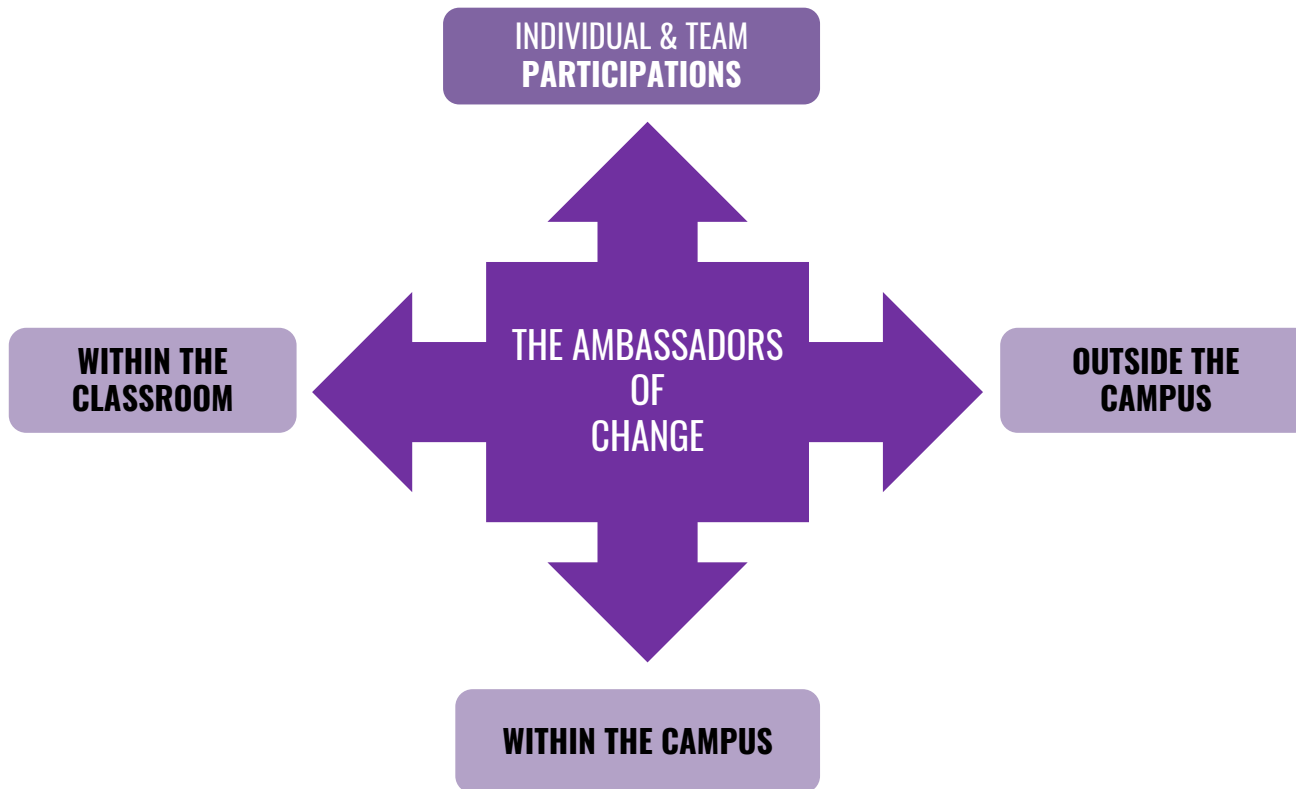 INDIVIDUAL & TEAM
PARTICIPATIONS
WITHIN THE
CLASSROOM
THE AMBASSADORS
OF
CHANGE
OUTSIDE THE
CAMPUS
WITHIN THE CAMPUS